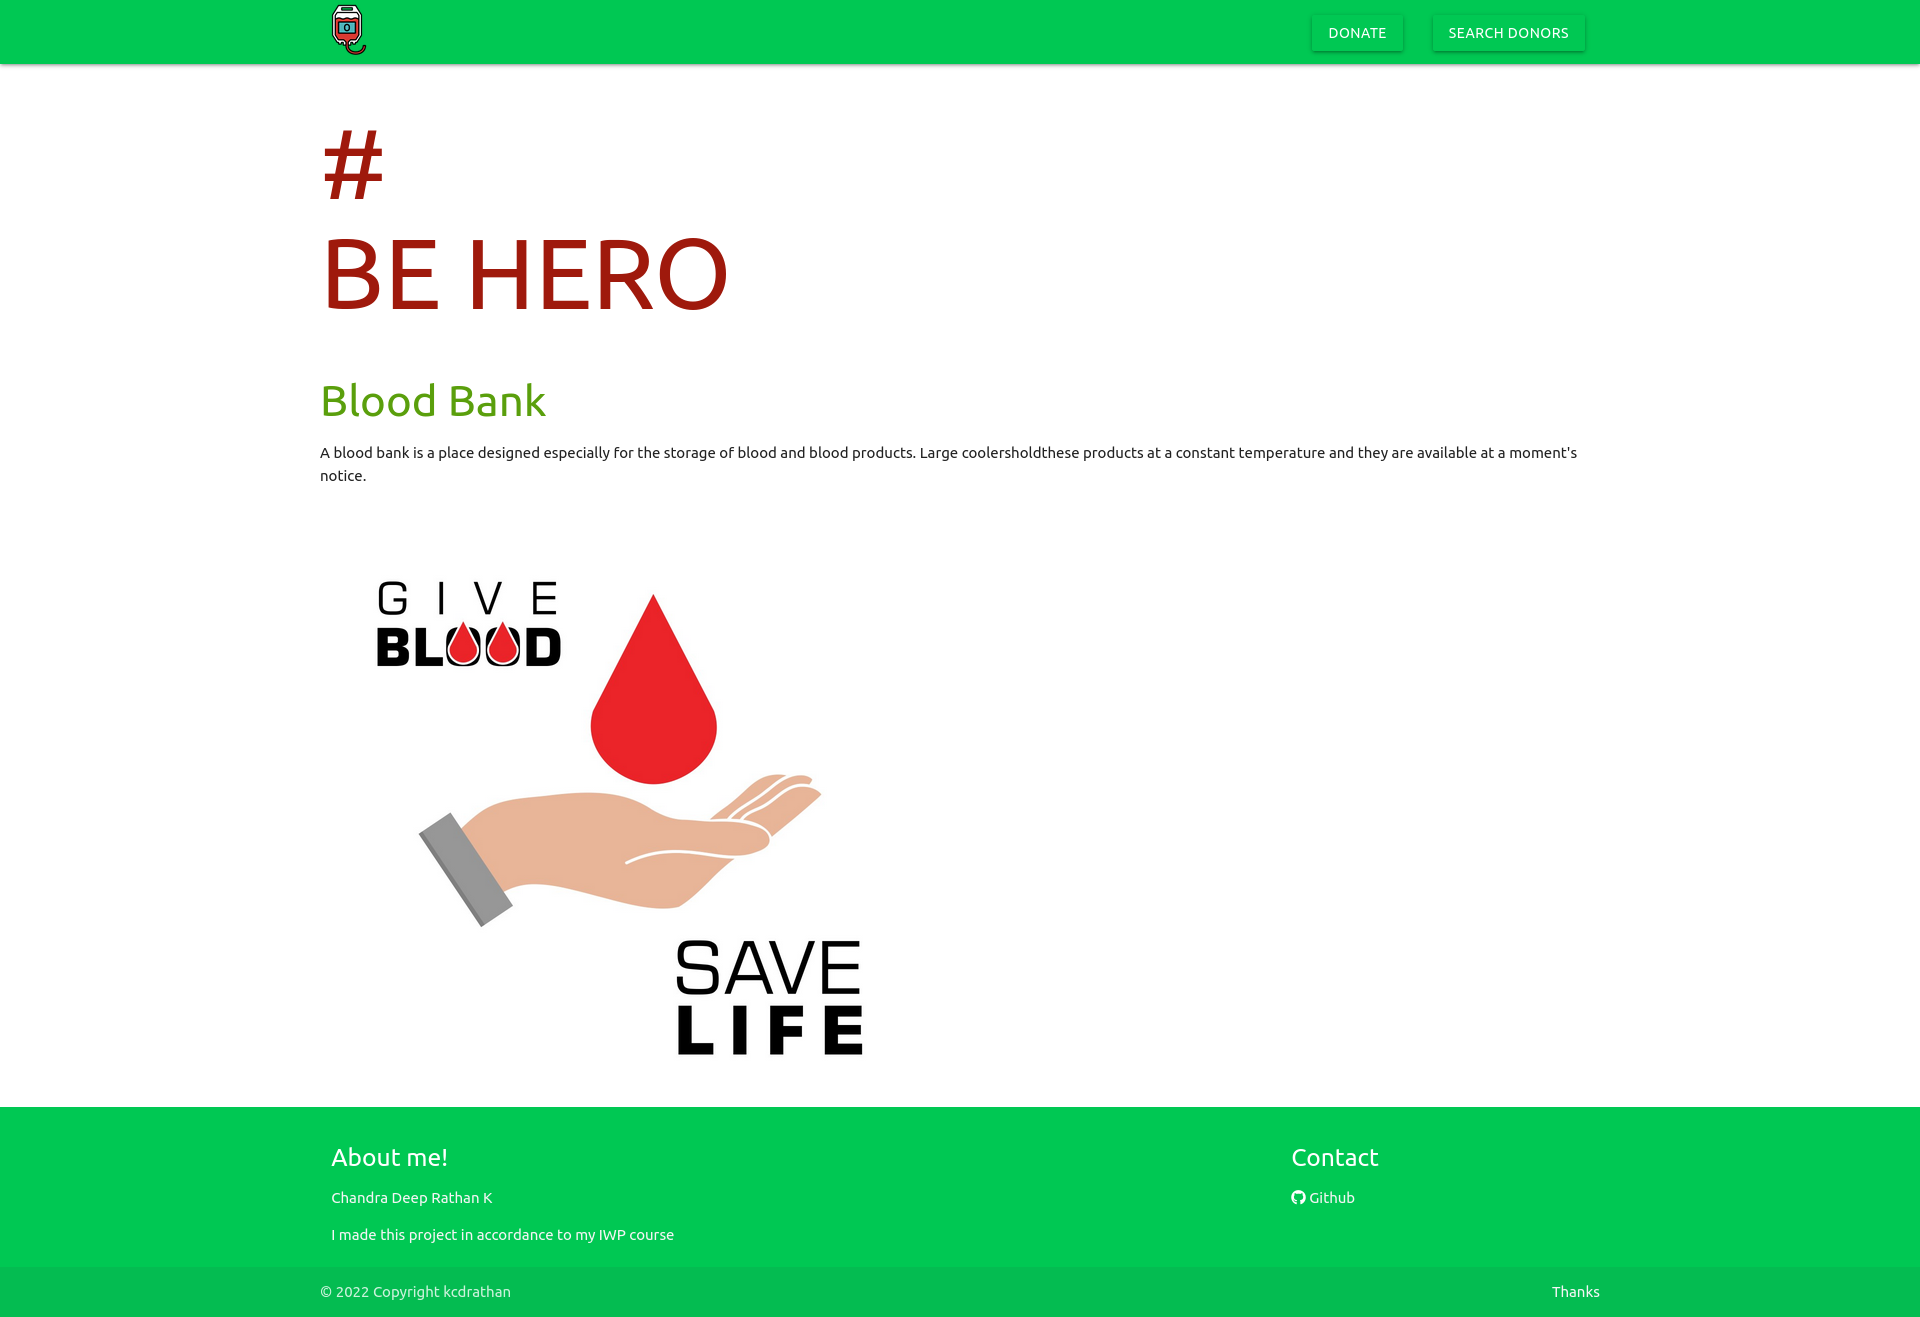 0
DONATE
SEARCH DONORS
#
BE HERO
Blood Bank
A blood bank is a place designed especially for the storage of blood and blood products. Large coolersholdthese products at a constant temperature and they are available at a moment's
notice.
GIVE
BLOOD
SAVE
LIFE
About me!
Chandra Deep Rathan K
I made this project in accordance to my IWP course
Contact
Github
© 2022 Copyright kcdrathan
Thanks